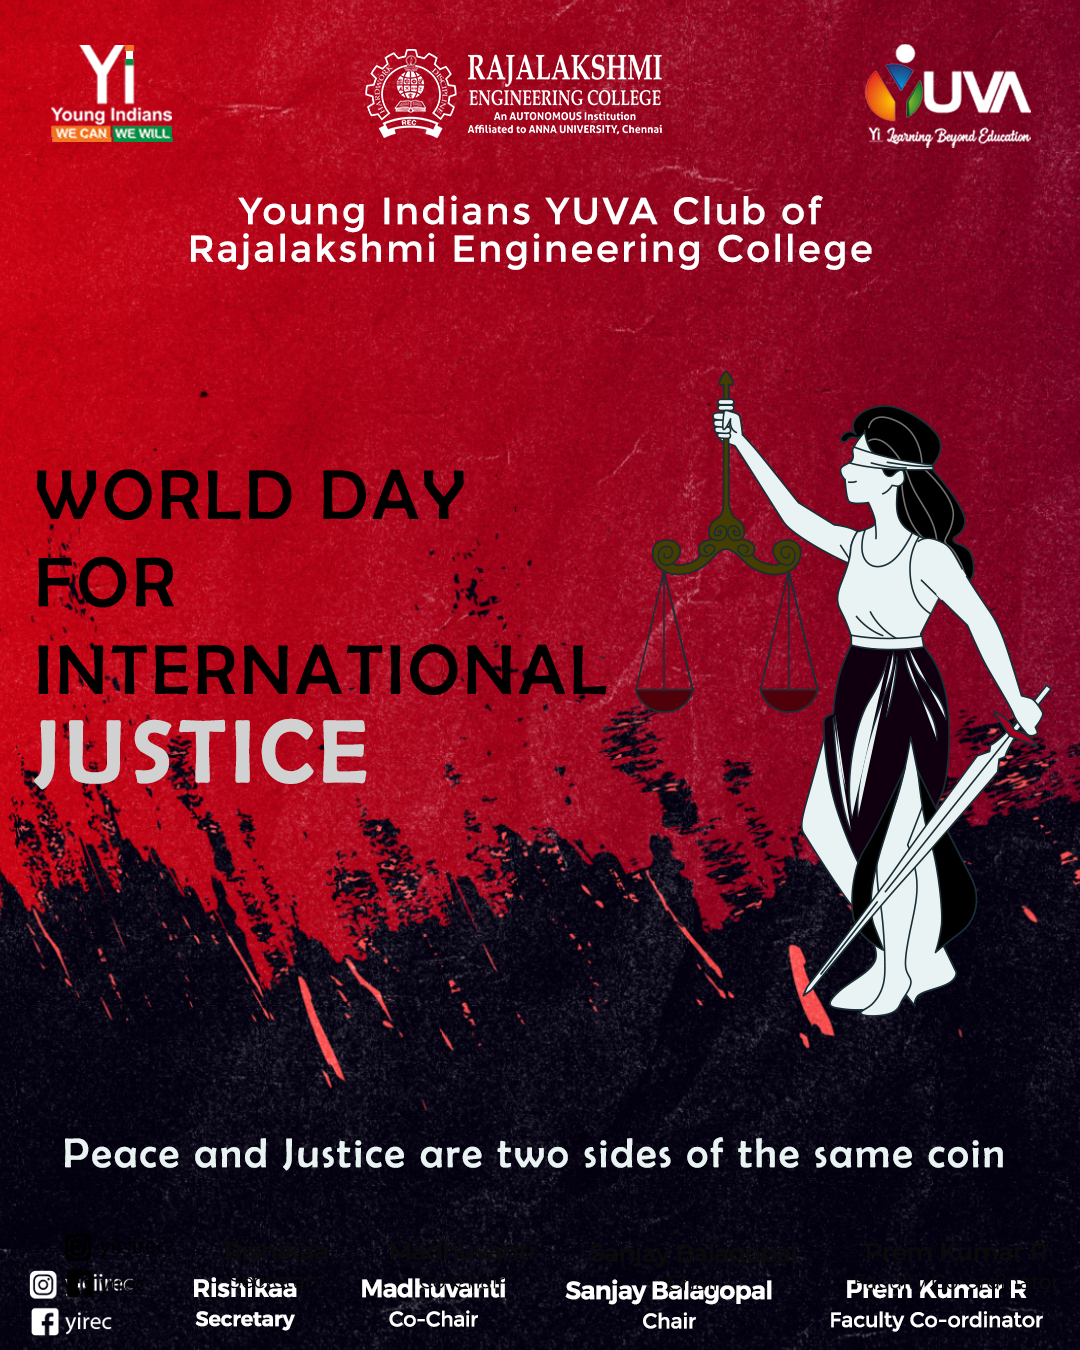 Yi
Young Indians
WE CAN WE WILL
HARDWORK DISCIPLINE
REC
RAJALAKSHMI
ENGINEERING COLLEGE
An AUTONOMOUS Institution
Affiliated to ANNA UNIVERSITY, Chennai
YUVA
Yi Learning Beyond Education
Young Indians YUVA Club of
Rajalakshmi Engineering College
WORLD DAY
FOR
INTERNATIONAL
JUSTICE
Peace and Justice are two sides of the same coin
Rishikaa Madhuvanti Sanjay Balagopal Prem Kumar R
yirec Secretary Co-Chair Chair Faculty Co-ordinator